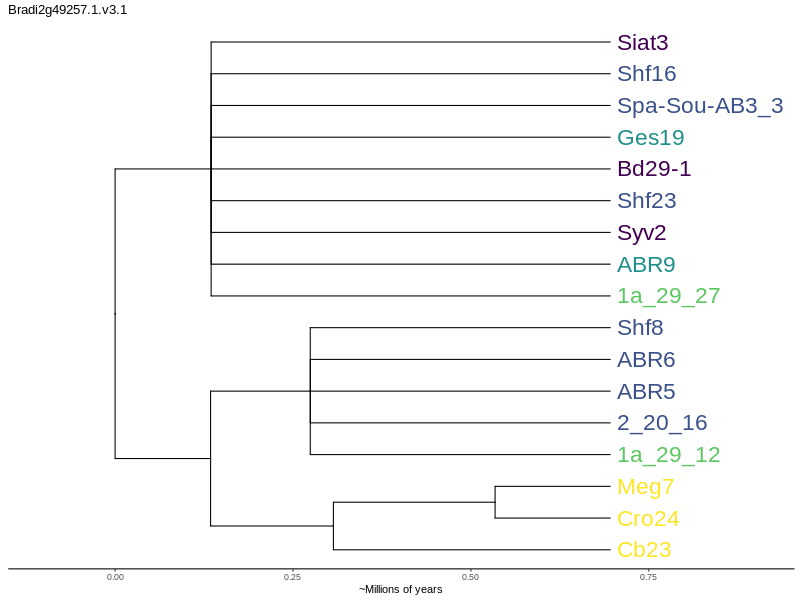 Bradi2g49257.1.v3.1
Siat3
Shf16
Spa-Sou-AB3_3
Ges19
Bd29-1
Shf23
Syv2
ABR9
1a_29_27
Shf8
ABR6
ABR5
2_20_16
1a_29_12
Meg7
Cro24
Cb23
0.00 0.25 0.50 0.75
~Millions of years